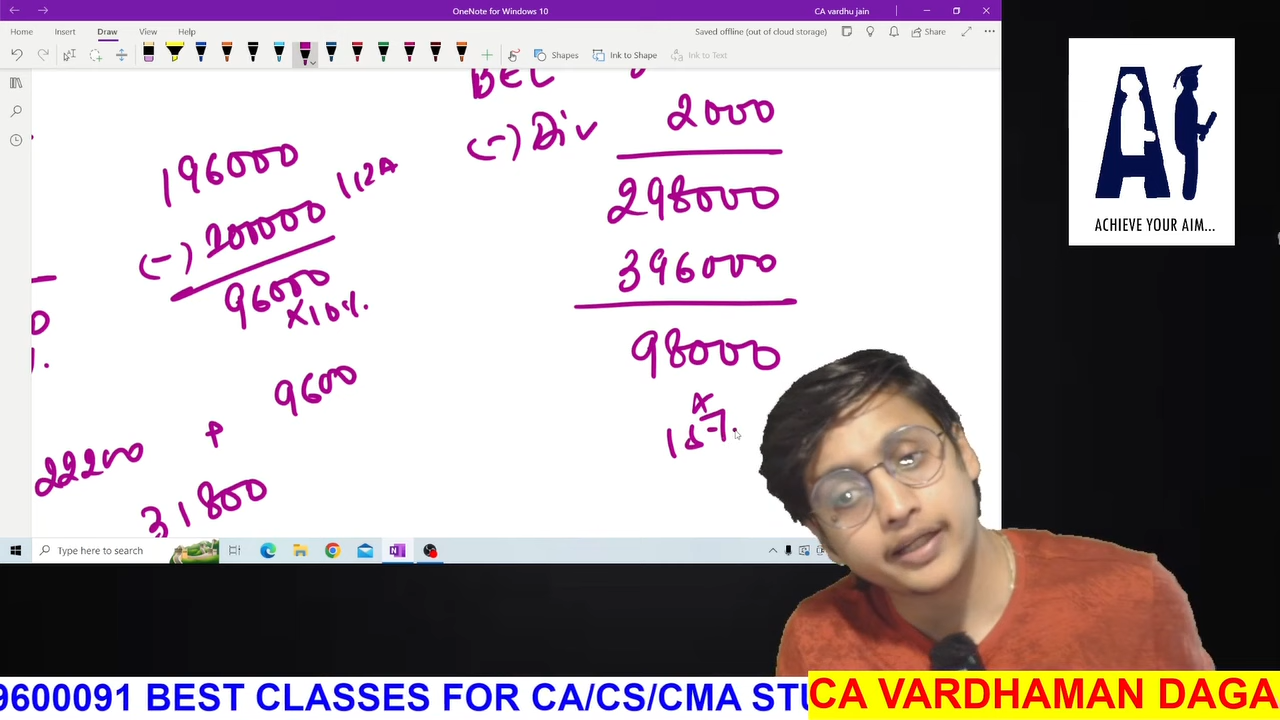 CA vardhu jain
OneNote for Windows 10
Home Insert Draw View Help
Saved offline (out of cloud storage)
Share
Shapes
Ink to Shape
Ink to Text
196000
(-) 200000 112A
96000
x10%.
9600
22200 +
31800
BEL
(-) Div 2000
298000
396000
98000
x
15%.
AI
ACHIEVE YOUR AIM...
Type here to search
9600091 BEST CLASSES FOR CA/CS/CMA STU
CA VARDHAMAN DAGA